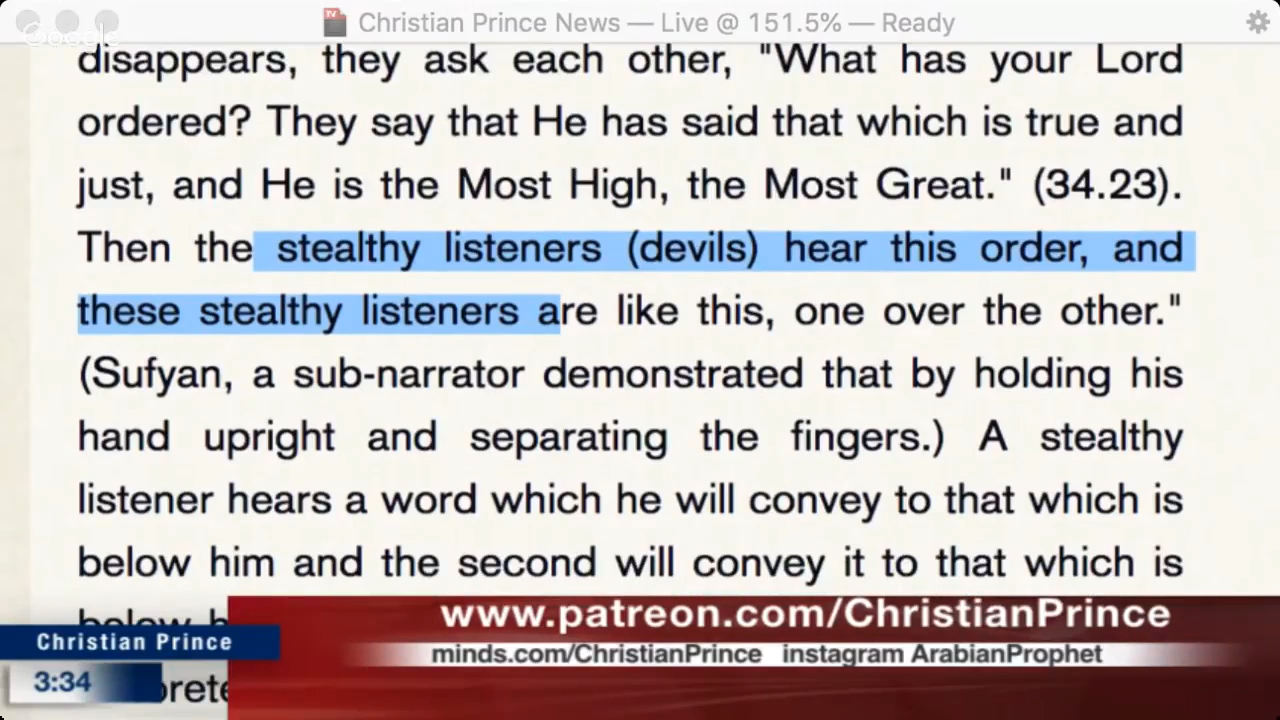 Christian Prince News — Live @ 151.5% — Ready
Google
disappears, they ask each other, "What has your Lord
ordered? They say that He has said that which is true and
just, and He is the Most High, the Most Great." (34.23).
Then the stealthy listeners (devils) hear this order, and
these stealthy listeners are like this, one over the other."
(Sufyan, a sub-narrator demonstrated that by holding his
hand upright and separating the fingers.) A stealthy
listener hears a word which he will convey to that which is
below him and the second will convey it to that which is
below
www.patreon.com/ChristianPrince
Christian Prince
minds.com/ChristianPrince instagram ArabianProphet
3:34